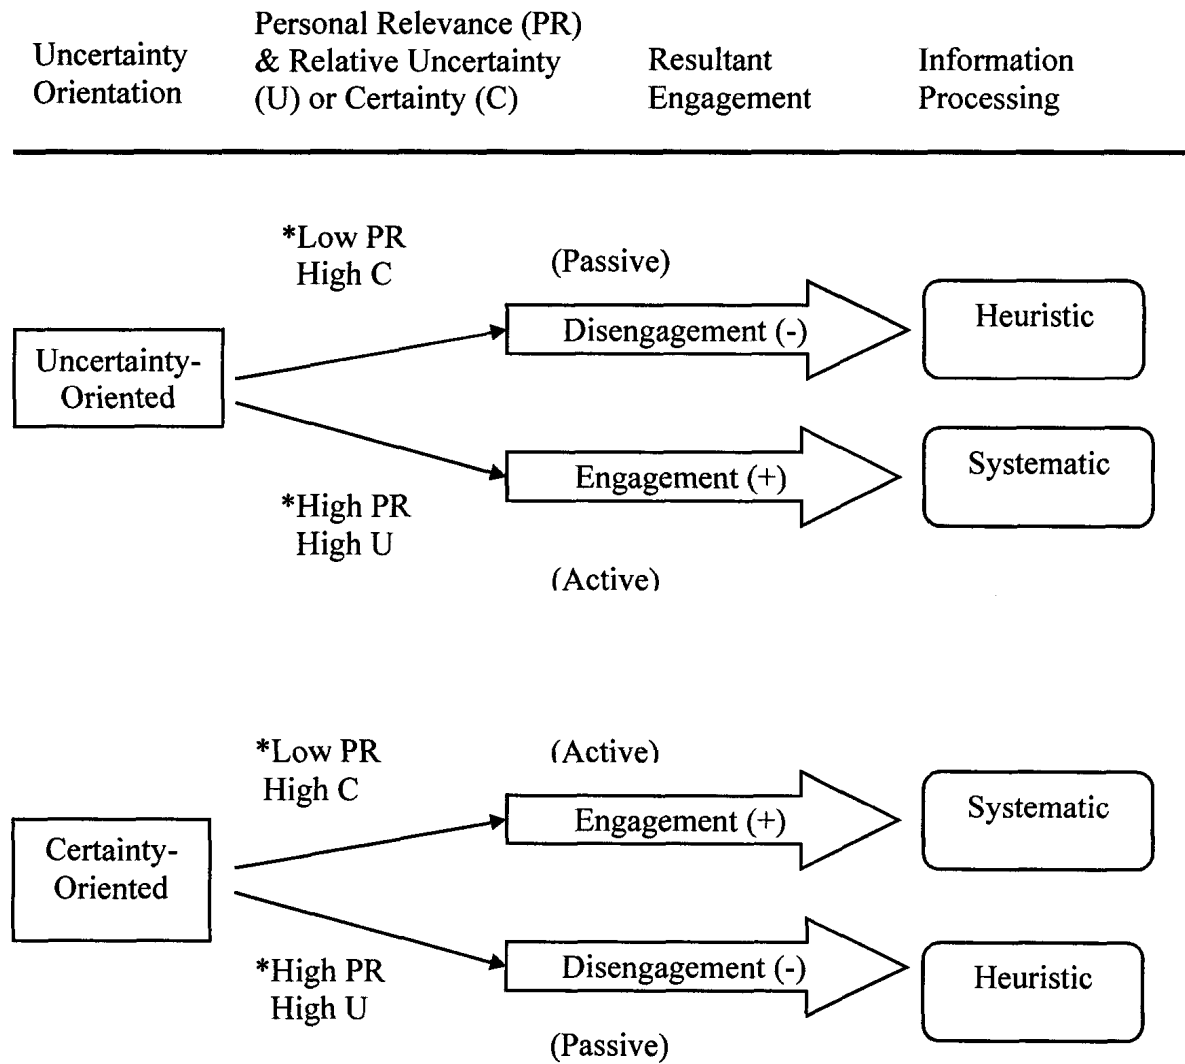 Uncertainty
Orientation
Personal Relevance (PR)
& Relative Uncertainty
(U) or Certainty (C)
Resultant
Engagement
Information
Processing
*Low PR
High C
(Passive)
Disengagement (-)
Heuristic
Uncertainty-
Oriented
Engagement (+)
Systematic
*High PR
High U
(Active)
*Low PR
High C
(Active)
Engagement (+)
Systematic
Certainty-
Oriented
Disengagement (-)
Heuristic
*High PR
High U
(Passive)